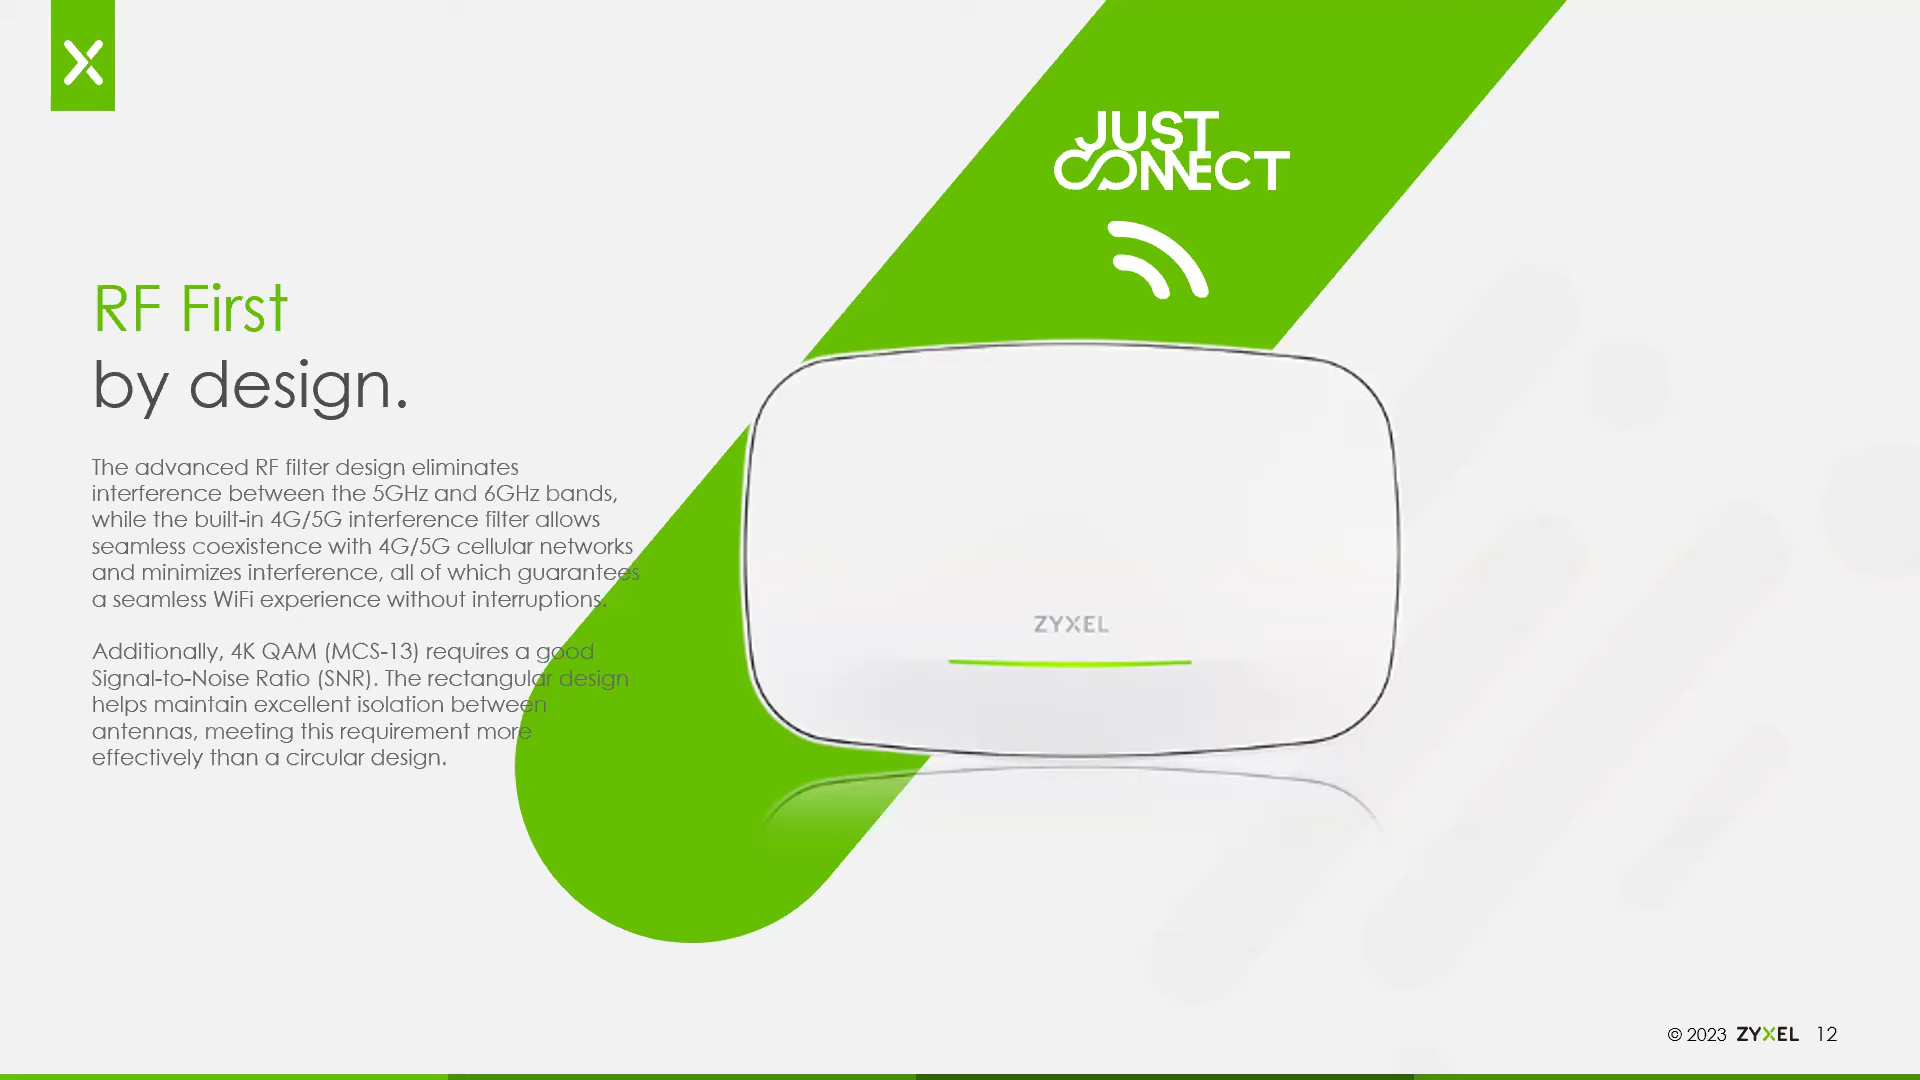 JUST
CONNECT
RF First
by design.
The advanced RF filter design eliminates
interference between the 5GHz and 6GHz bands,
while the built-in 4G/5G interference filter allows
seamless coexistence with 4G/5G cellular networks
and minimizes interference, all of which guarantees
a seamless WiFi experience without interruptions.
Additionally, 4K QAM (MCS-13) requires a good
Signal-to-Noise Ratio (SNR). The rectangular design
helps maintain excellent isolation between
antennas, meeting this requirement more
effectively than a circular design.
ZYXEL
© 2023 ZYXEL 12